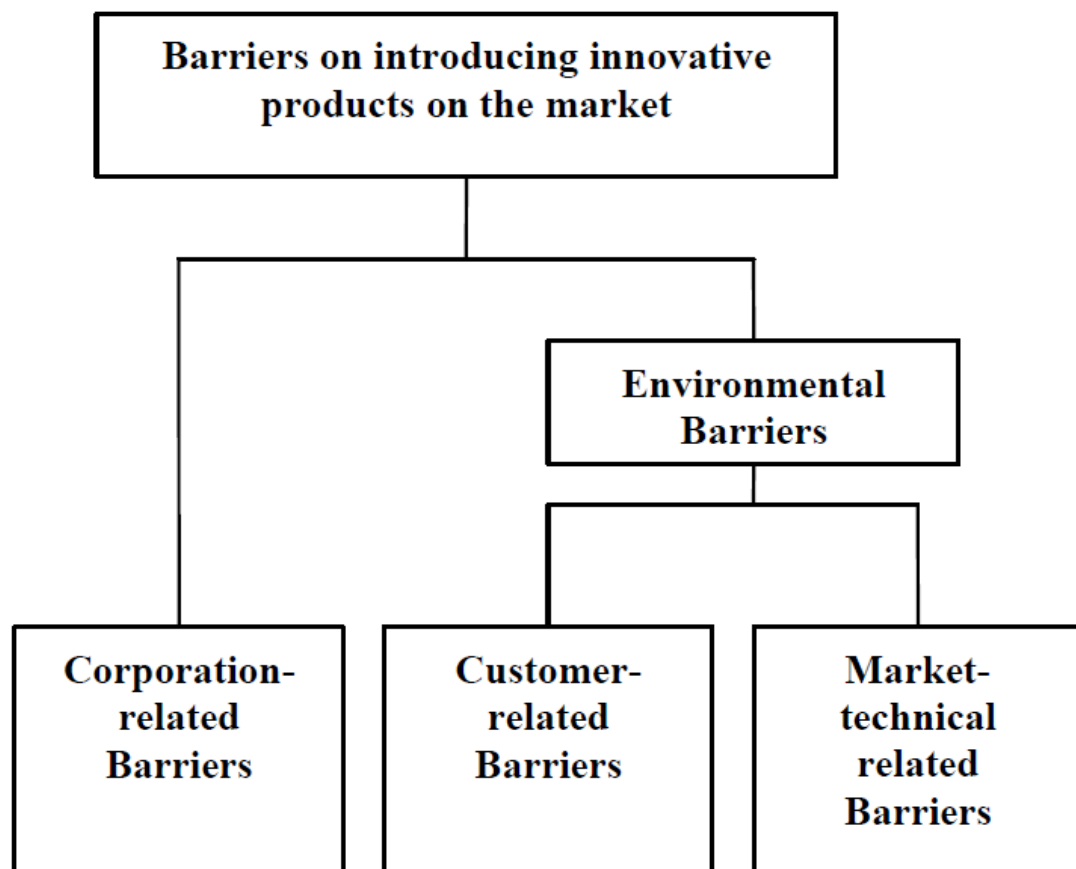 Barriers on introducing innovative
products on the market
Environmental
Barriers
Corporation-
related
Barriers
Customer-
related
Barriers
Market-
technical
related
Barriers